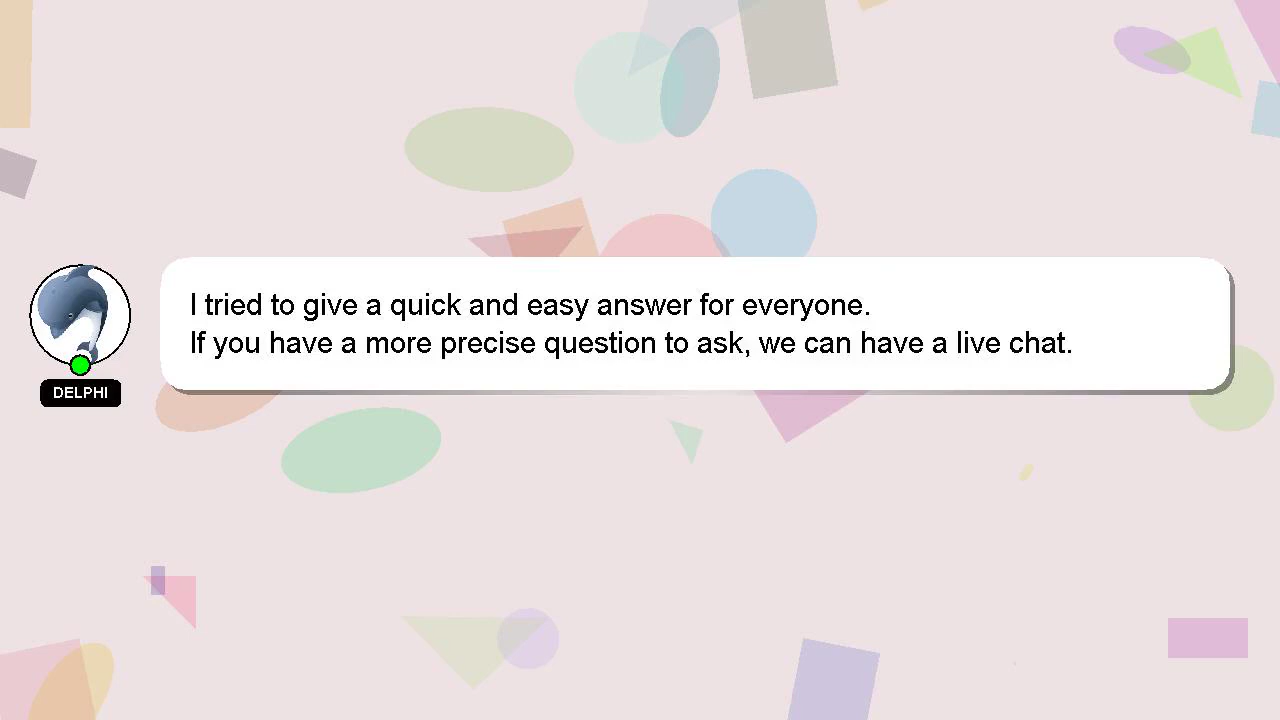 I tried to give a quick and easy answer for everyone.
If you have a more precise question to ask, we can have a live chat.
DELPHI